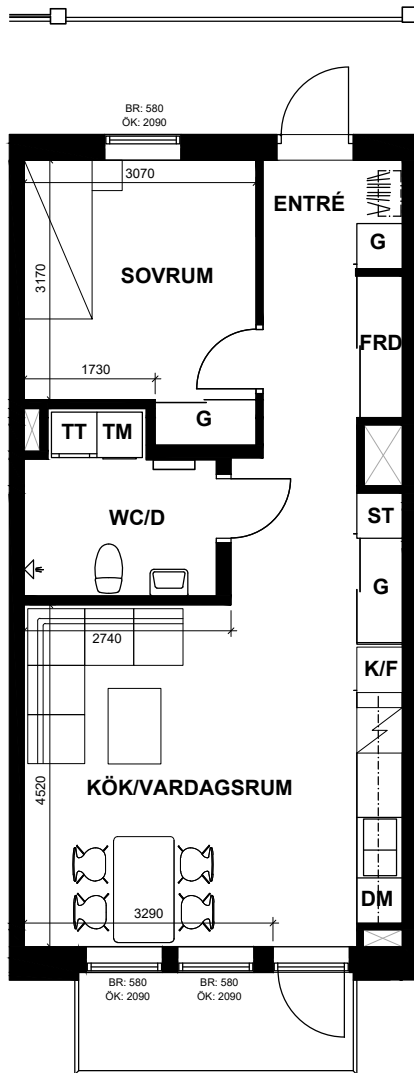 BR: 580
ÖK: 2090
3070
ENTRÉ
G
SOVRUM
3170
FRD
1730
G
TT
TM
WC/D
ST
G
2740
K/F
KÖK/VARDAGSRUM
4520
DM
3290
BR: 580
ÖK: 2090
BR: 580
ÖK: 2090